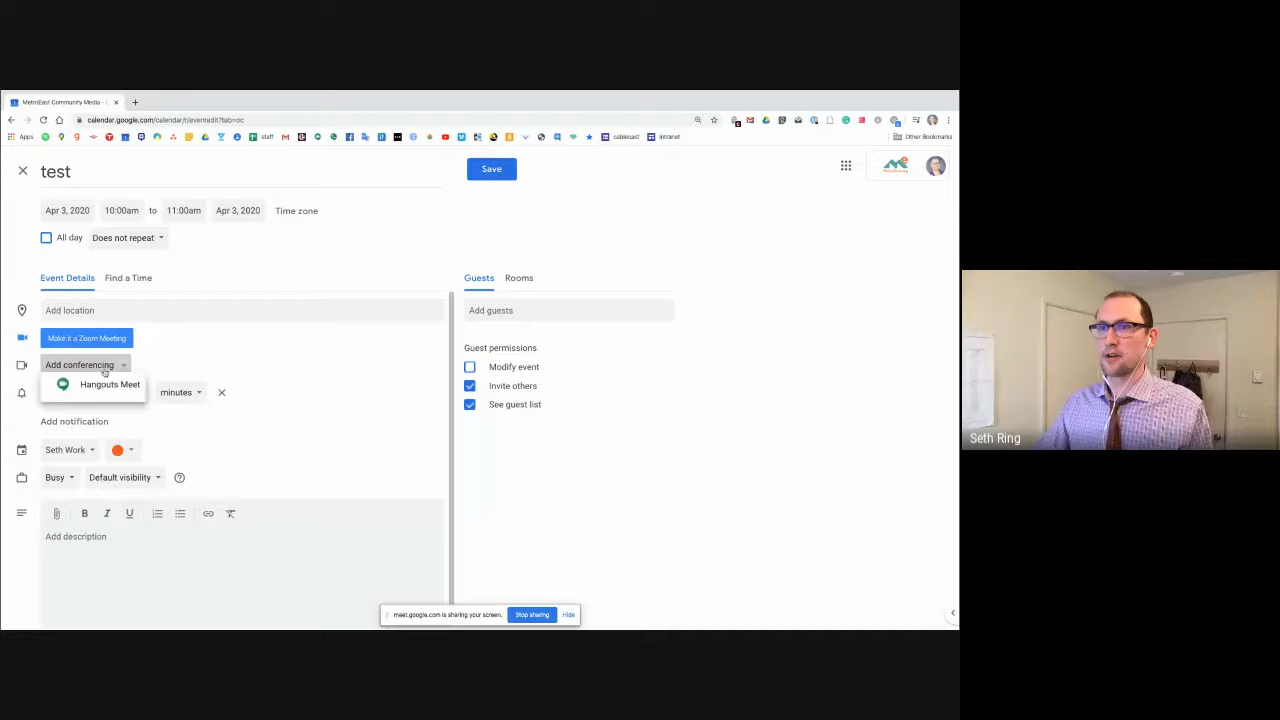 MetroEast Community Media - C
calendar.google.com/calendar/r/eventedit?tab=oc
Apps
staff
cablecast
Intranet
Other Bookmarks
test
Save
Apr 3, 2020 10:00am to 11:00am Apr 3, 2020 Time zone
All day Does not repeat
Event Details Find a Time
Guests Rooms
Add location
Add guests
Make it a Zoom Meeting
Guest permissions
Add conferencing
Modify event
Hangouts Meet
Invite others
minutes
See guest list
Add notification
Seth Work
Busy Default visibility
B I U
Add description
meet.google.com is sharing your screen. Stop sharing Hide
Seth Ring